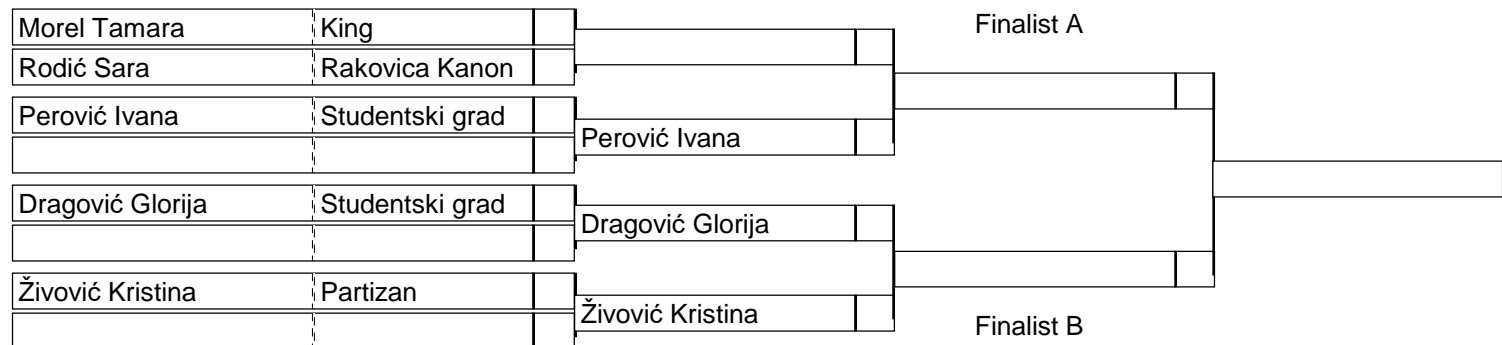 Morel Tamara King
Rodić Sara Rakovica Kanon
Perović Ivana Studentski grad
Dragović Glorija Studentski grad
Živović Kristina Partizan
Perović Ivana
Dragović Glorija
Živović Kristina
Finalist A
Finalist B